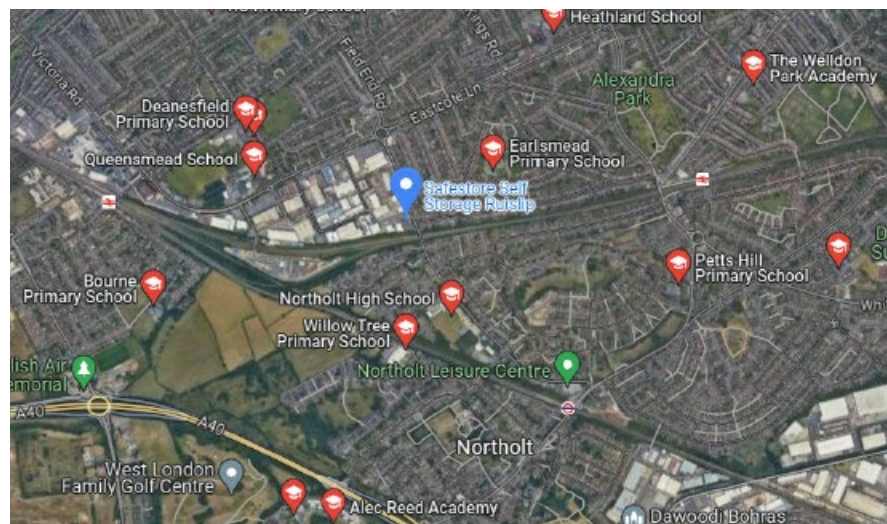 Heathland School
Kings Rd
Victoria Rd
Field End Rd
The Welldon
Park Academy
Alexandra
Park
Eastcote Ln
Deanesfield
Primary School
Queensmead School
Earlsmead
Primary School
Safestore Self
Storage Ruislip
Petts Hill
Primary School
Bourne
Primary School
Northolt High School
Willow Tree
Primary School
Northolt Leisure Centre
A40
A40
Northolt
West London
Family Golf Centre
Alec Reed Academy
Dawoodi Bohras